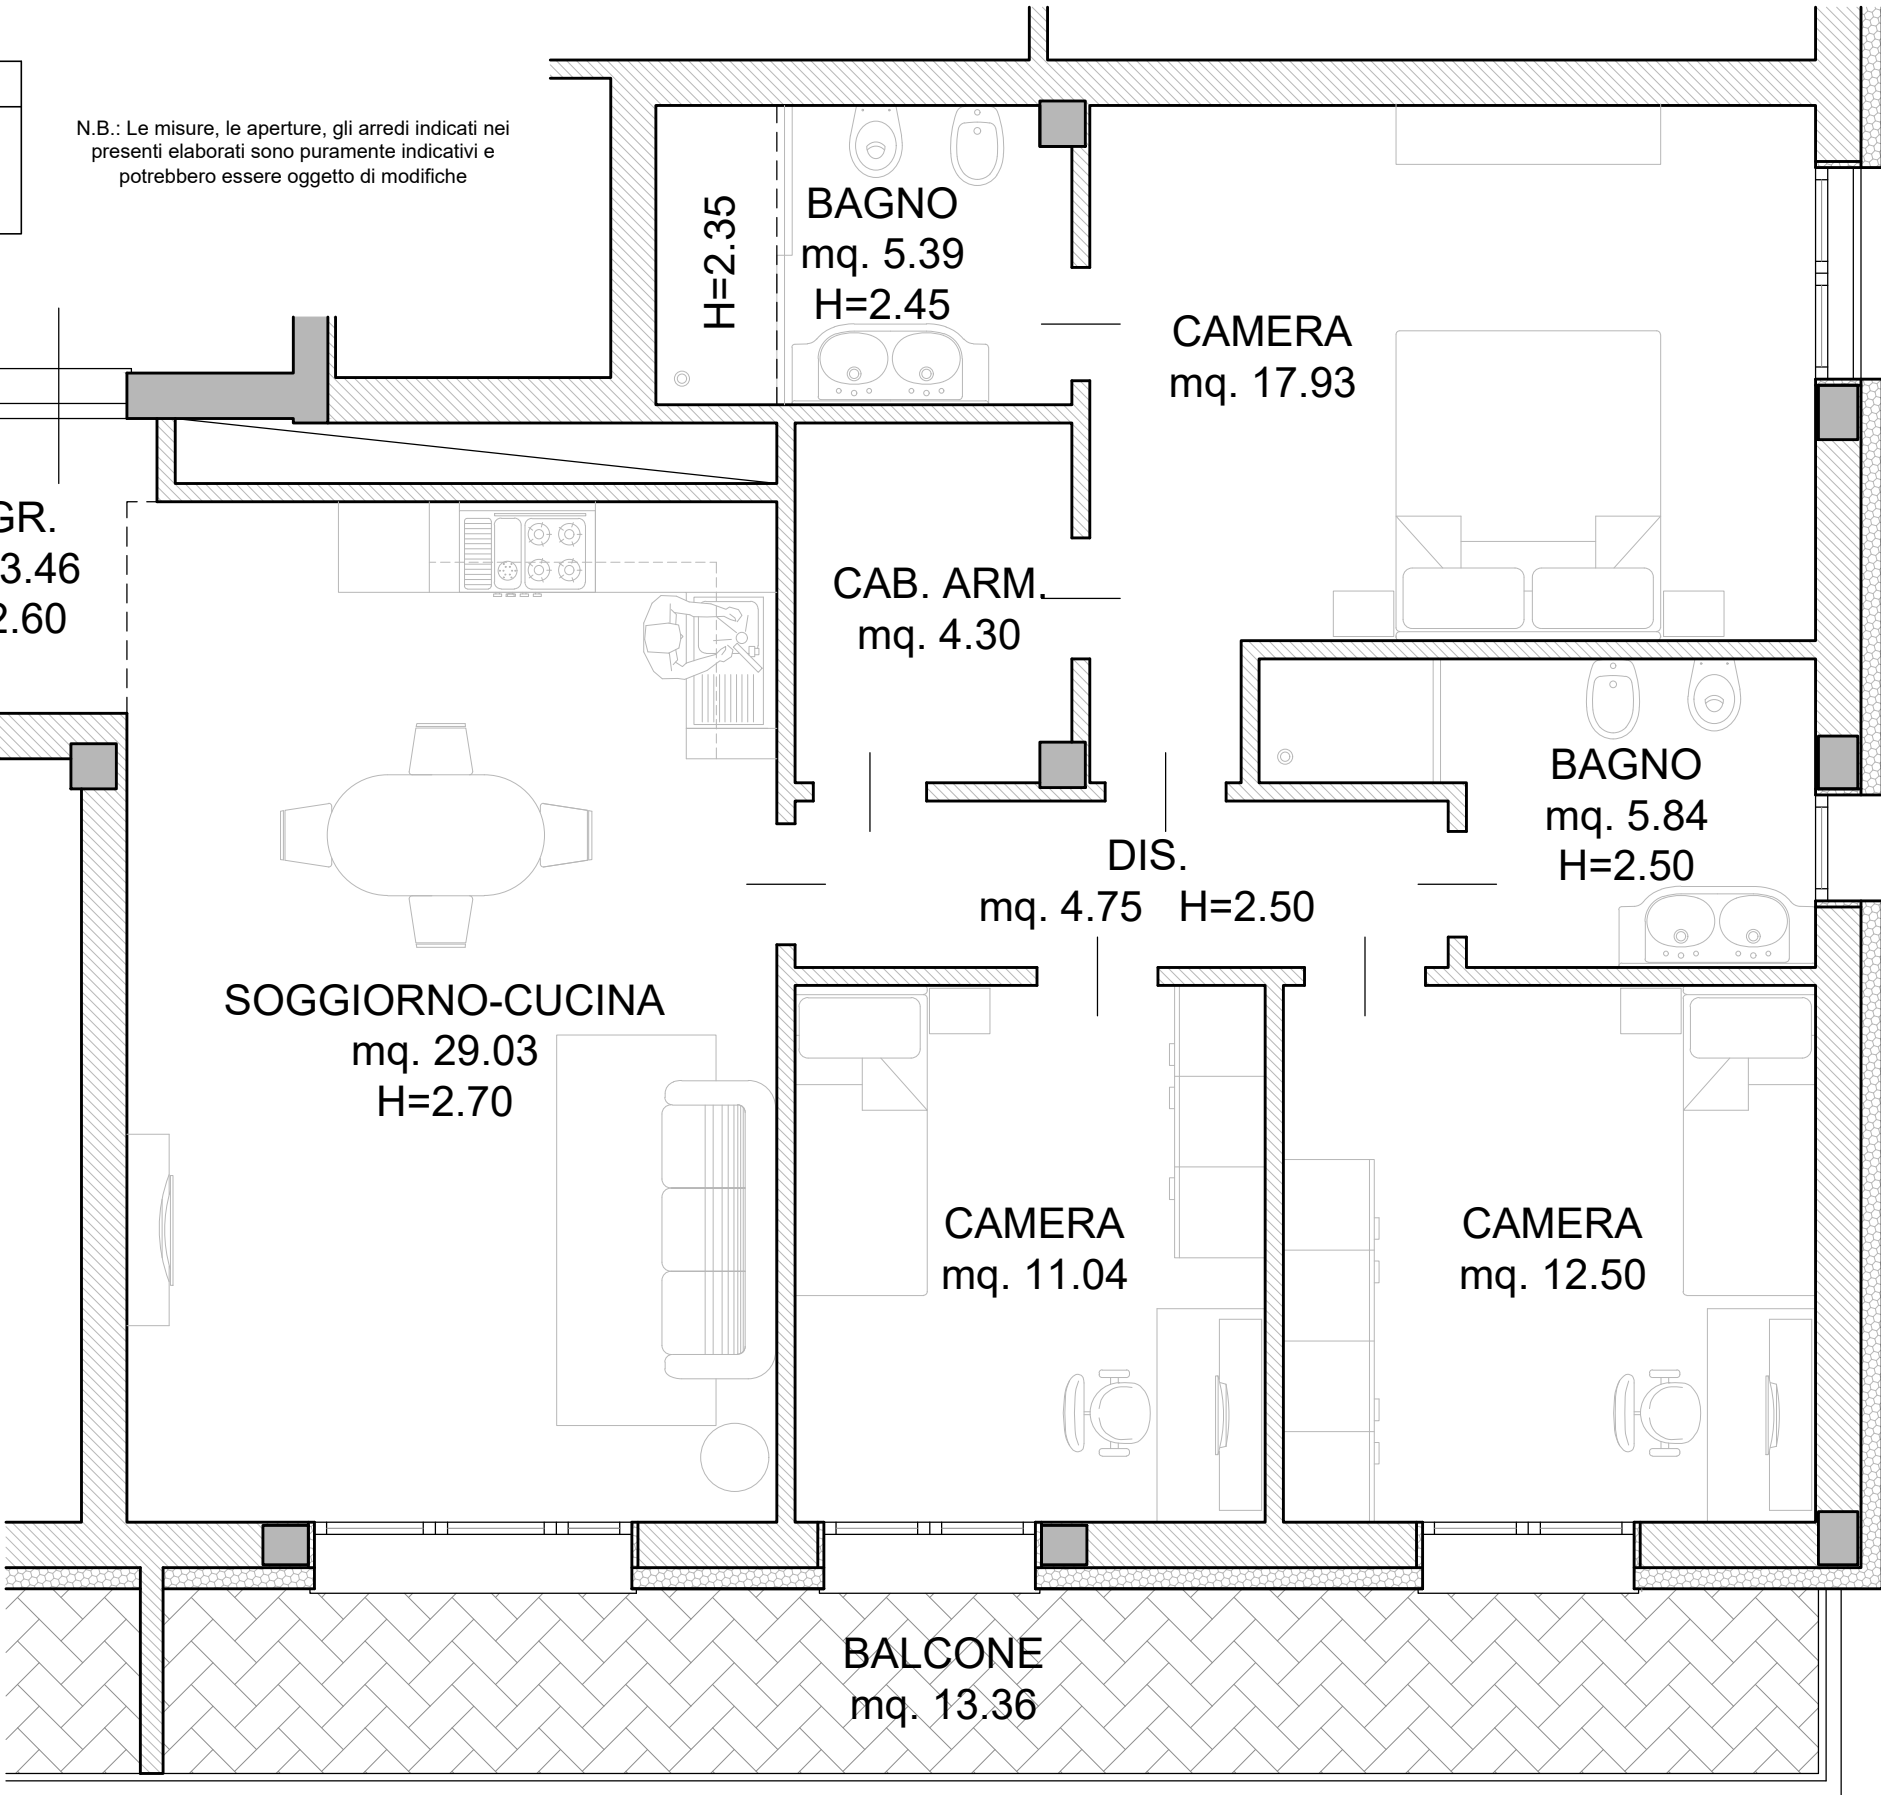 N.B.: Le misure, le aperture, gli arredi indicati nei
presenti elaborati sono puramente indicativi e
potrebbero essere oggetto di modifiche
H=2.35
BAGNO
mq. 5.39
H=2.45
CAMERA
mq. 17.93
GR.
3.46
2.60
CAB. ARM.
mq. 4.30
BAGNO
mq. 5.84
H=2.50
DIS.
mq. 4.75 H=2.50
SOGGIORNO-CUCINA
mq. 29.03
H=2.70
CAMERA
mq. 11.04
CAMERA
mq. 12.50
BALCONE
mq. 13.36